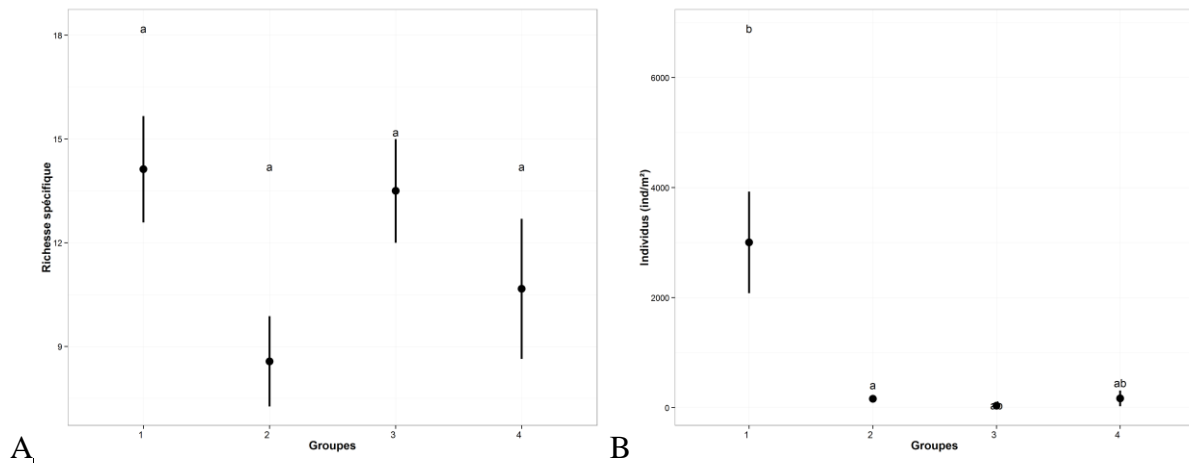 a
18
15
a
a
a
12
9
Richesse spécifique
1
2
3
4
Groupes
A
b
6000
4000
2000
0
Individus (ind/m²)
a
ab
ab
1
2
3
4
Groupes
B